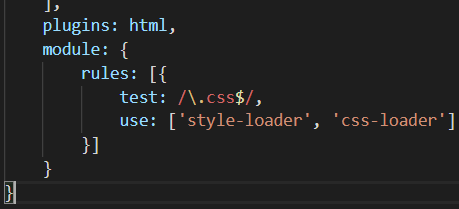 ],
plugins: html,
module: {
rules: [{
test: /\.css$/,
use: ['style-loader', 'css-loader']
}]
}
}